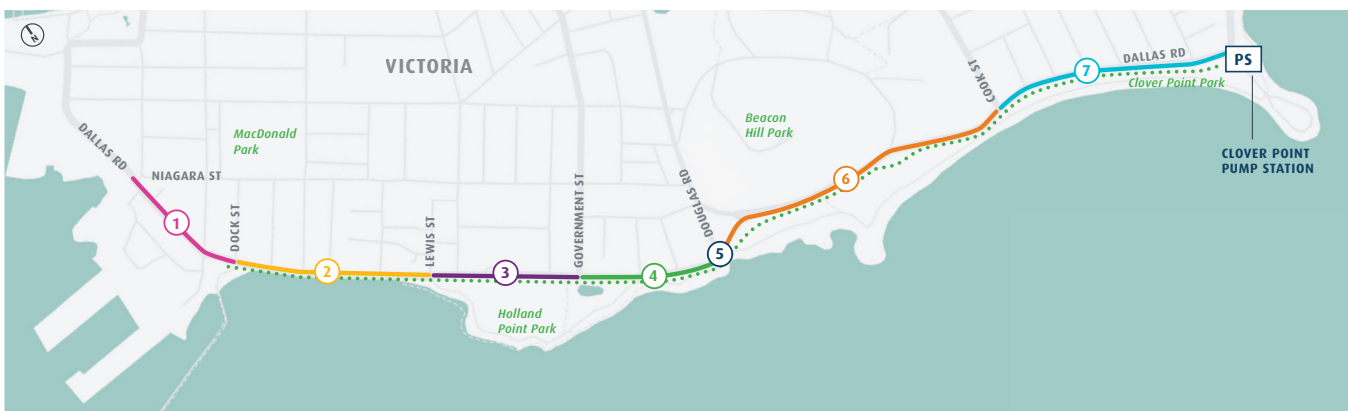 N
VICTORIA
DALLAS RD
MacDonald
Park
NIAGARA ST
1
DOCK ST
2
LEWIS ST
3
Holland
Point Park
GOVERNMENT ST
4
DOUGLAS RD
5
Beacon
Hill Park
6
COOK ST
7
DALLAS RD
Clover Point Park
PS
CLOVER POINT
PUMP STATION